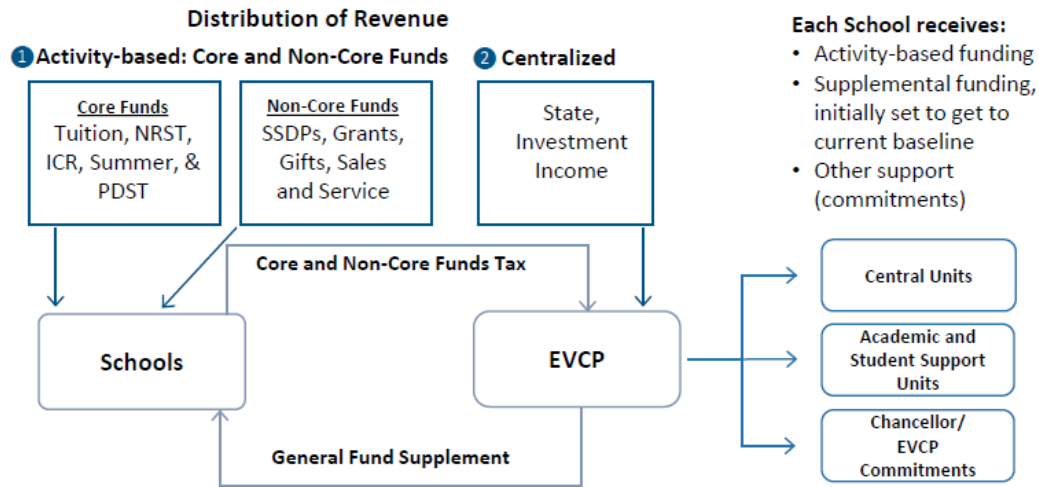 Distribution of Revenue
1 Activity-based: Core and Non-Core Funds
2 Centralized
Core Funds
Tuition, NRST,
ICR, Summer, &
PDST
Non-Core Funds
SSDPs, Grants,
Gifts, Sales
and Service
State,
Investment
Income
Each School receives:
• Activity-based funding
• Supplemental funding,
initially set to get to
current baseline
• Other support
(commitments)
Core and Non-Core Funds Tax
Schools
EVCP
General Fund Supplement
Central Units
Academic and
Student Support
Units
Chancellor/
EVCP
Commitments